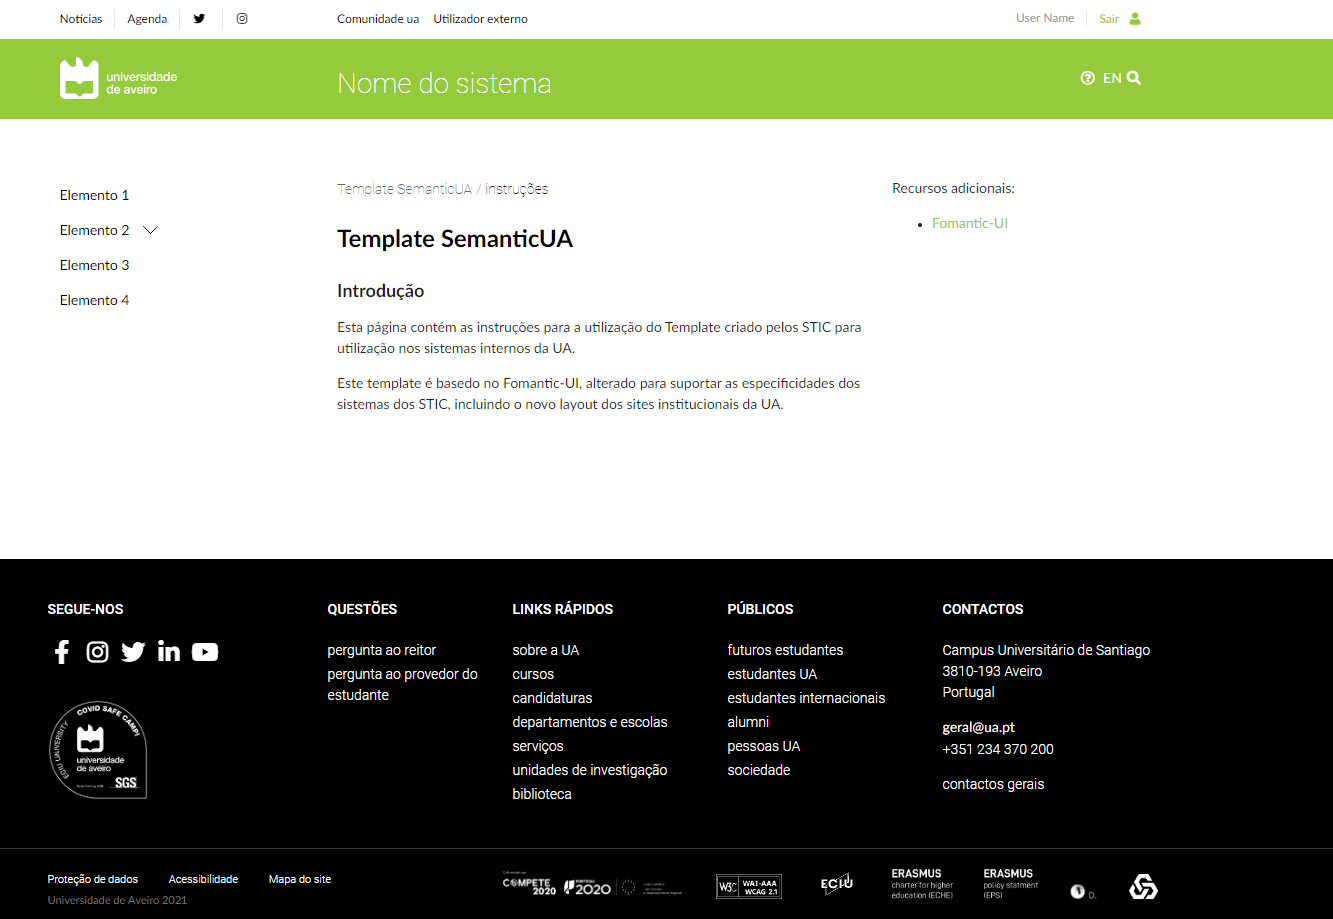 Notícias Agenda Comunidade ua Utilizador externo User Name Sair
universidade
de aveiro
Nome do sistema
EN
Elemento 1
Elemento 2
Elemento 3
Elemento 4
Template SemanticUA / instruções
Template SemanticUA
Introdução
Esta página contém as instruções para a utilização do Template criado pelos STIC para
utilização nos sistemas internos da UA.
Este template é basedo no Fomantic-UI, alterado para suportar as especificidades dos
sistemas dos STIC, incluindo o novo layout dos sites institucionais da UA.
Recursos adicionais:
Fomantic-UI
SEGUE-NOS
ECIU UNIVERSITY COVID SAFE CAMPI
universidade
de aveiro
SGS
QUESTÕES
pergunta ao reitor
pergunta ao provedor do
estudante
LINKS RÁPIDOS
sobre a UA
cursos
candidaturas
departamentos e escolas
serviços
unidades de investigação
biblioteca
PÚBLICOS
futuros estudantes
estudantes UA
estudantes internacionais
alumni
pessoas UA
sociedade
CONTACTOS
Campus Universitário de Santiago
3810-193 Aveiro
Portugal
geral@ua.pt
+351 234 370 200
contactos gerais
Proteção de dados Acessibilidade Mapa do site
Universidade de Aveiro 2021
COMPETE
2020
PORTUGAL
2020
W3C WAI-AAA
WCAG 2.1
ECIU
ERASMUS
charter for higher
education (ECHE)
ERASMUS
policy statment
(EPS)
D.